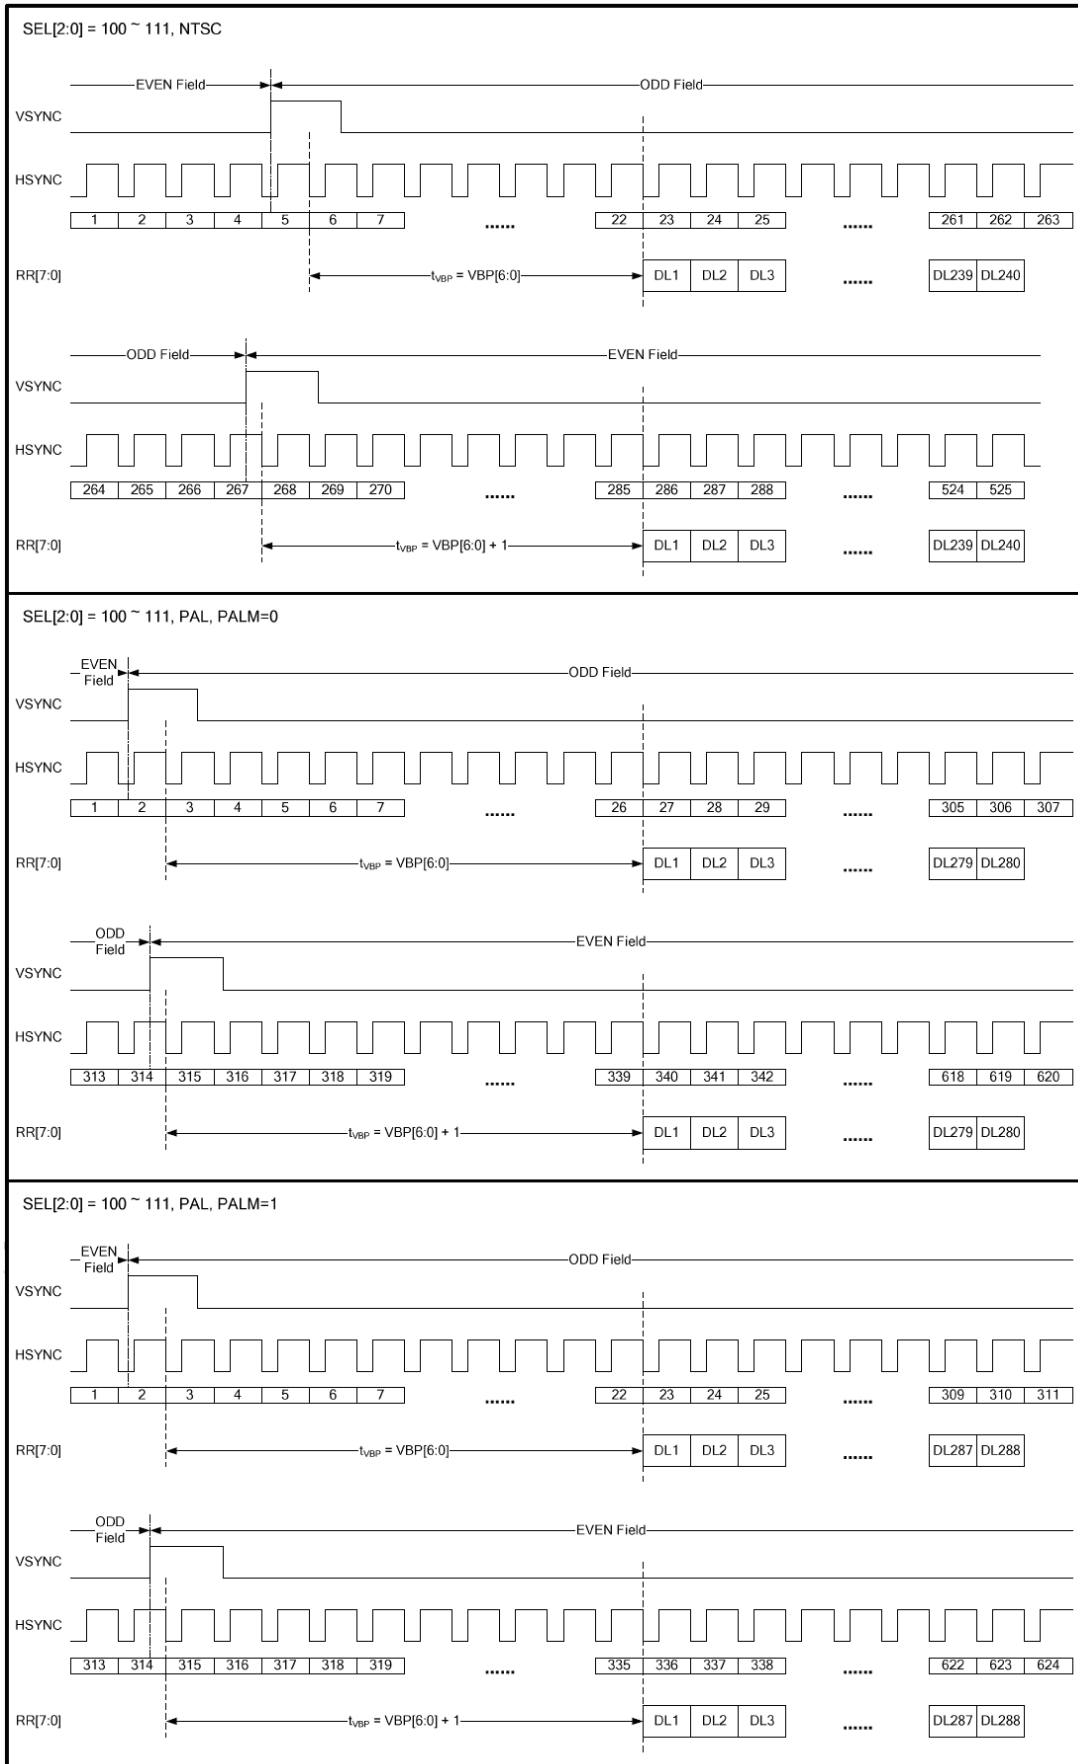 SEL[2:0] = 100 ~ 111, NTSC
EVEN Field ODD Field
VSYNC
HSYNC
1 2 3 4 5 6 7 ...... 22 23 24 25 ...... 261 262 263
RR[7:0] tVBP = VBP[6:0] DL1 DL2 DL3 ...... DL239 DL240
ODD Field EVEN Field
VSYNC
HSYNC
264 265 266 267 268 269 270 ...... 285 286 287 288 ...... 524 525
RR[7:0] tVBP = VBP[6:0] + 1 DL1 DL2 DL3 ...... DL239 DL240
SEL[2:0] = 100 ~ 111, PAL, PALM=0
EVEN Field ODD Field
VSYNC
HSYNC
1 2 3 4 5 6 7 ...... 26 27 28 29 ...... 305 306 307
RR[7:0] tVBP = VBP[6:0] DL1 DL2 DL3 ...... DL279 DL280
ODD Field EVEN Field
VSYNC
HSYNC
313 314 315 316 317 318 319 ...... 339 340 341 342 ...... 618 619 620
RR[7:0] tVBP = VBP[6:0] + 1 DL1 DL2 DL3 ...... DL279 DL280
SEL[2:0] = 100 ~ 111, PAL, PALM=1
EVEN Field ODD Field
VSYNC
HSYNC
1 2 3 4 5 6 7 ...... 22 23 24 25 ...... 309 310 311
RR[7:0] tVBP = VBP[6:0] DL1 DL2 DL3 ...... DL287 DL288
ODD Field EVEN Field
VSYNC
HSYNC
313 314 315 316 317 318 319 ...... 335 336 337 338 ...... 622 623 624
RR[7:0] tVBP = VBP[6:0] + 1 DL1 DL2 DL3 ...... DL287 DL288